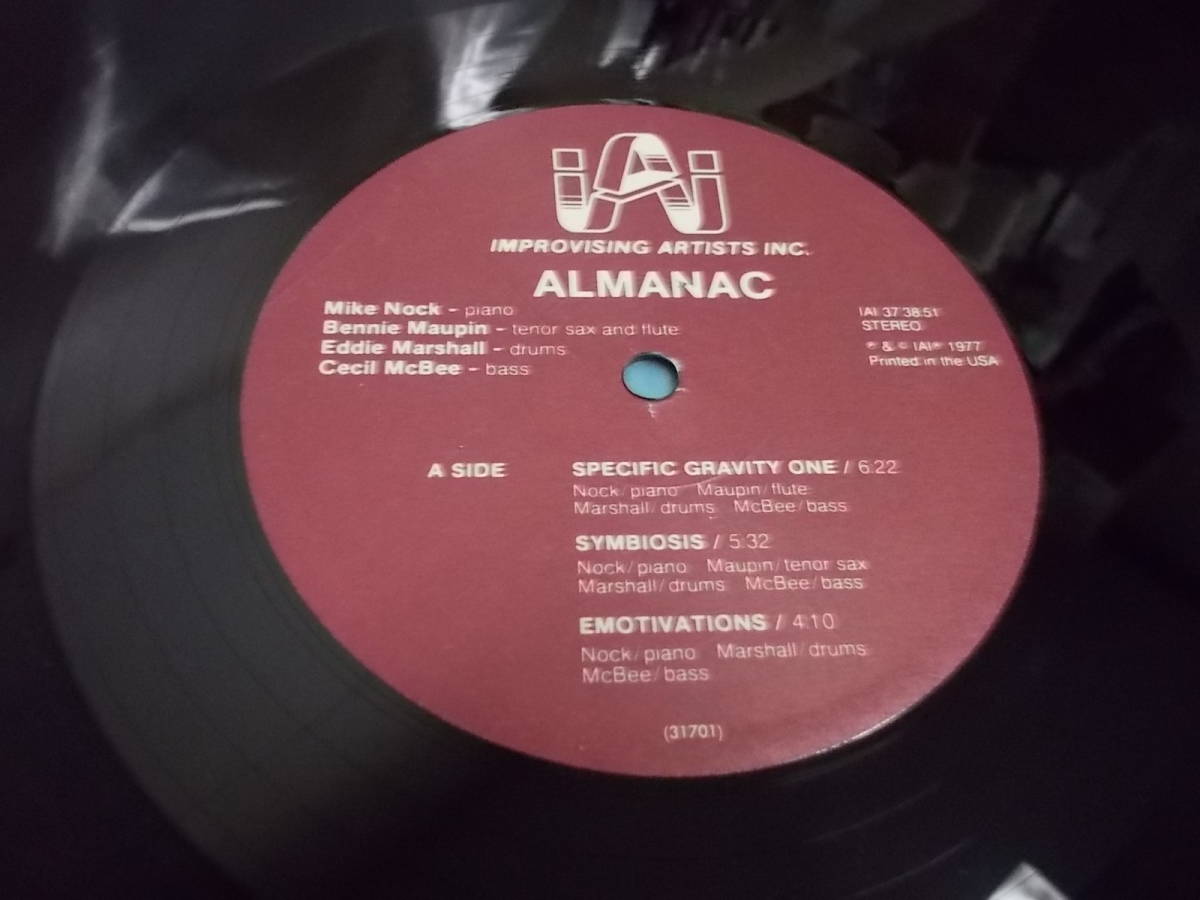 IAI
IMPROVISING ARTISTS INC.
ALMANAC
Mike Nock – piano
Bennie Maupin – tenor sax and flute
Eddie Marshall – drums
Cecil McBee – bass
IAI 37.38.51
STEREO
℗ & © IAI® 1977
Printed in the USA
A SIDE
SPECIFIC GRAVITY ONE / 6:22
Nock/piano Maupin/flute
Marshall/drums McBee/bass
SYMBIOSIS / 5:32
Nock/piano Maupin/tenor sax
Marshall/drums McBee/bass
EMOTIVATIONS / 4:10
Nock/piano Marshall/drums
McBee/bass
(31701)